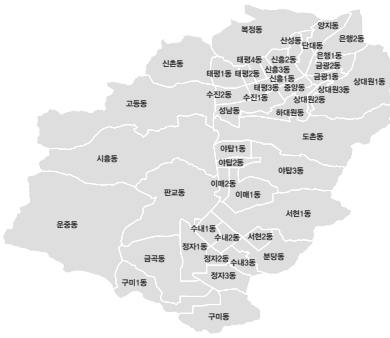 양지동
복정동
은행2동
산성동
단대동
은행1동
신촌동
태평4동
신흥2동
금광2동
신흥3동
태평1동
태평2동
신흥1동
금광1동
상대원1동
태평3동
중앙동
상대원3동
수진2동
수진1동
상대원2동
고등동
성남동
하대원동
도촌동
야탑1동
시흥동
야탑2동
야탑3동
이매2동
판교동
이매1동
서현1동
운중동
수내1동
수내2동
서현2동
정자1동
금곡동
정자2동
수내3동
분당동
정자3동
구미1동
구미동